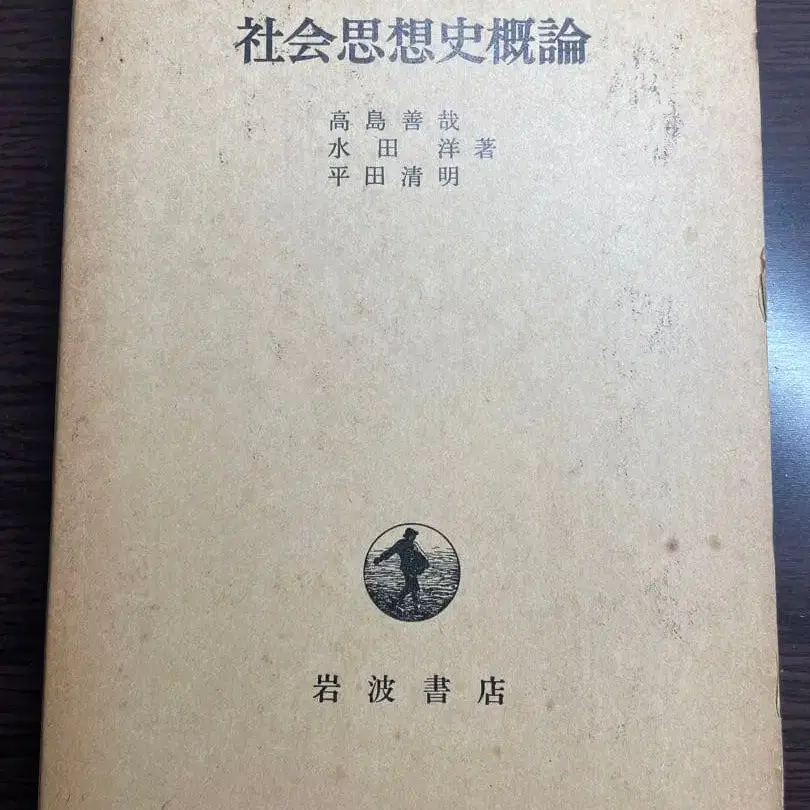 社会思想史概論
高島善哉
水田洋著
平田清明
岩波書店